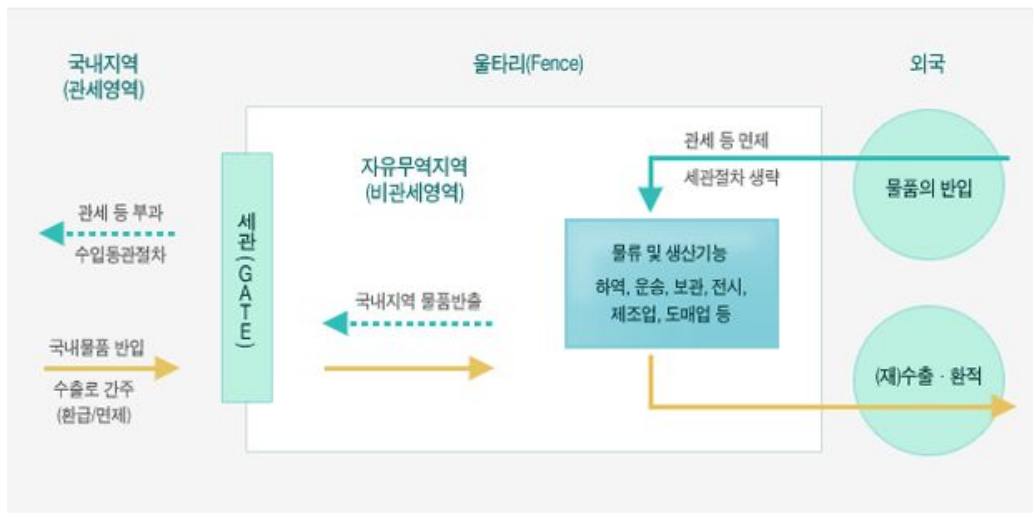 국내지역
(관세영역)
울타리(Fence)
외국
관세 등 면제
세관절차 생략
물품의 반입
자유무역지역
(비관세영역)
관세 등 부과
수입통관절차
세관(GATE)
물류 및 생산기능
하역, 운송, 보관, 전시,
제조업, 도매업 등
국내지역 물품반출
국내물품 반입
수출로 간주
(환급/면제)
(재)수출 · 환적